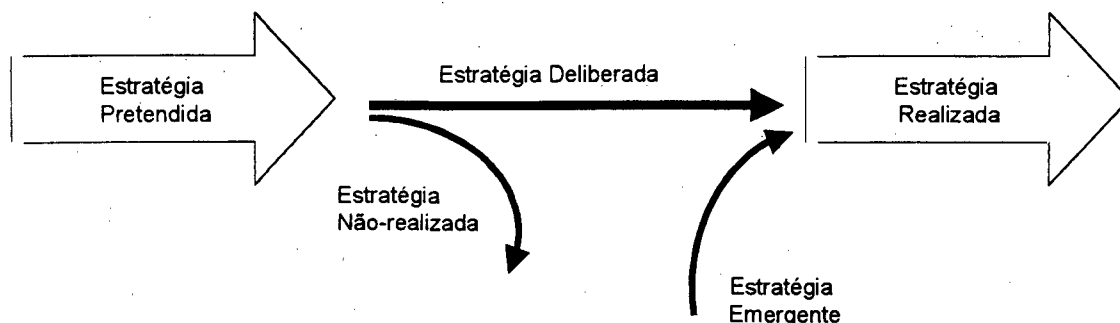 Estratégia
Pretendida
Estratégia Deliberada
Estratégia
Realizada
Estratégia
Não-realizada
Estratégia
Emergente